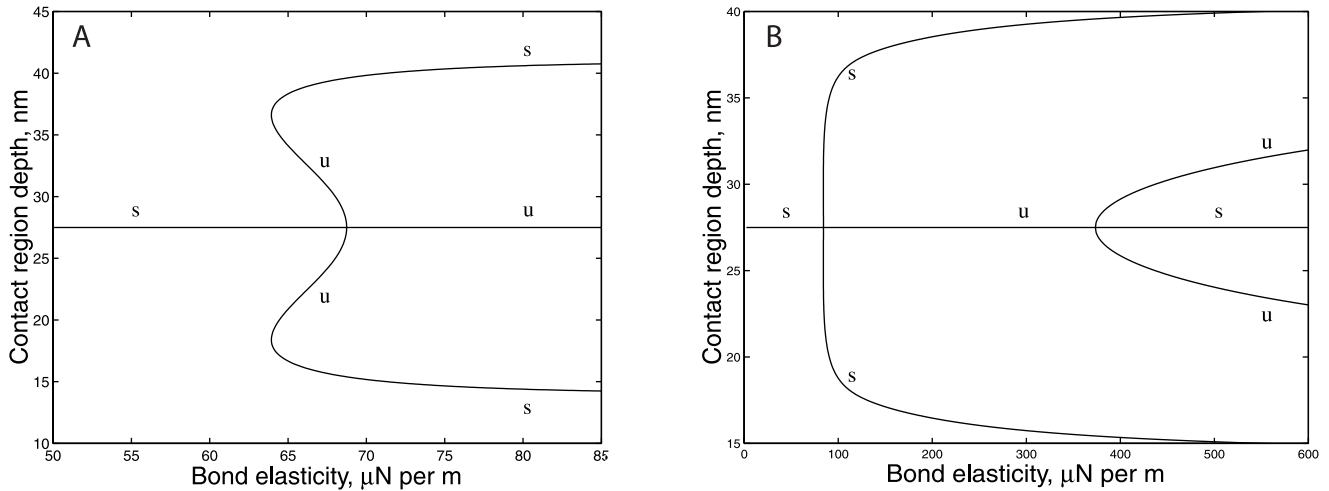 A
45
40
35
30
25
20
15
10
Contact region depth, nm
s
u
s
u
u
s
50
55
60
65
70
75
80
85
Bond elasticity, μN per m
B
40
35
30
25
20
15
Contact region depth, nm
s
u
s
u
s
u
s
0
100
200
300
400
500
600
Bond elasticity, μN per m